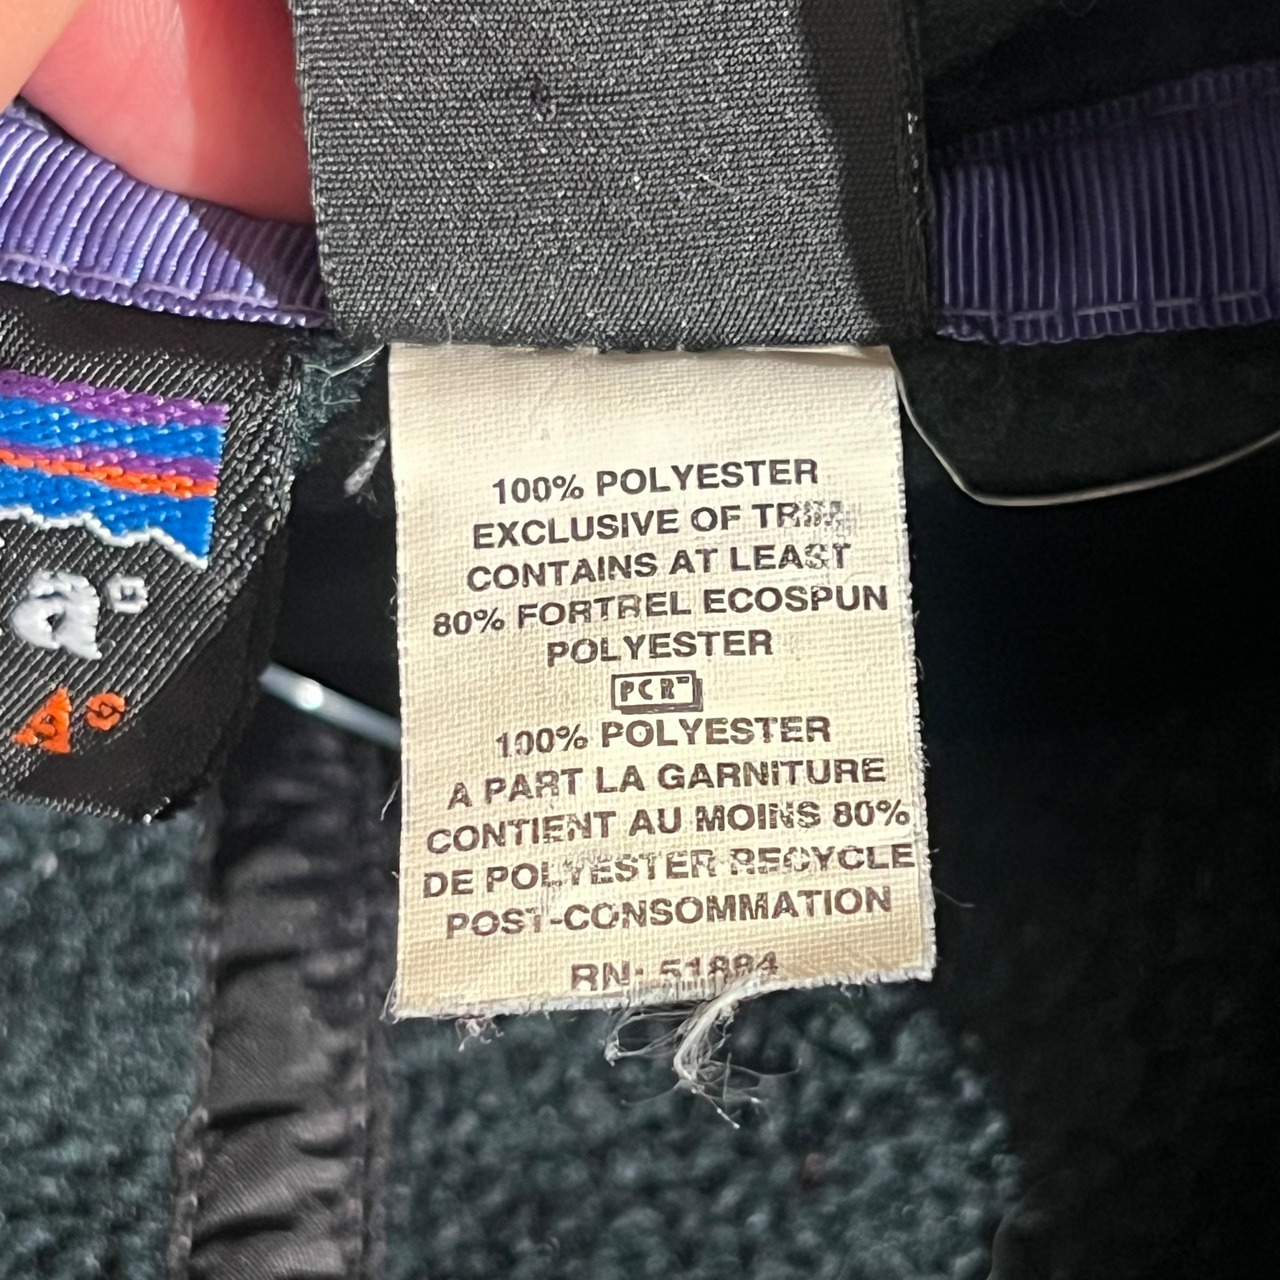 a®
100% POLYESTER
EXCLUSIVE OF TRIM
CONTAINS AT LEAST
80% FORTREL ECOSPUN
POLYESTER
PCR™
100% POLYESTER
A PART LA GARNITURE
CONTIENT AU MOINS 80%
DE POLYESTER RECYCLE
POST-CONSOMMATION
RN: 51884